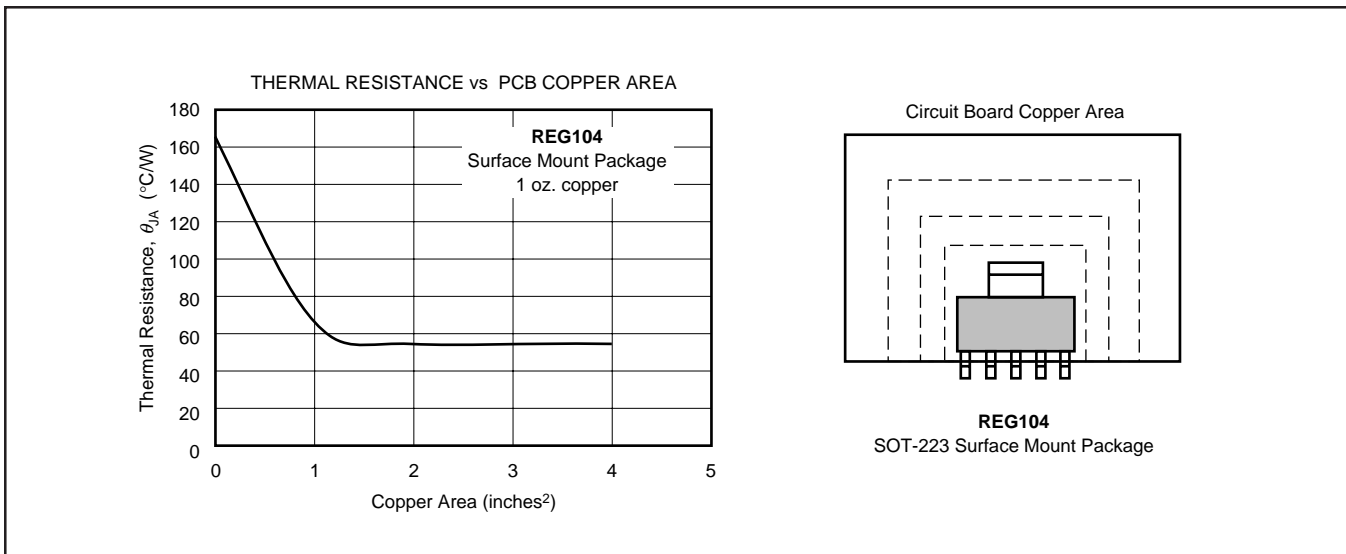 THERMAL RESISTANCE vs PCB COPPER AREA
Thermal Resistance, θJA (°C/W)
180
160
140
120
100
80
60
40
20
0
REG104
Surface Mount Package
1 oz. copper
0 1 2 3 4 5
Copper Area (inches²)
Circuit Board Copper Area
REG104
SOT-223 Surface Mount Package